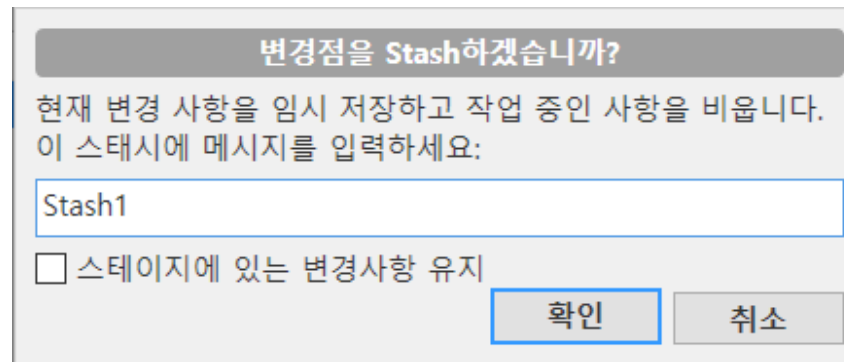 변경점을 Stash하겠습니까?
현재 변경 사항을 임시 저장하고 작업 중인 사항을 비웁니다.
이 스태시에 메시지를 입력하세요:
Stash1
스테이지에 있는 변경사항 유지
확인 취소